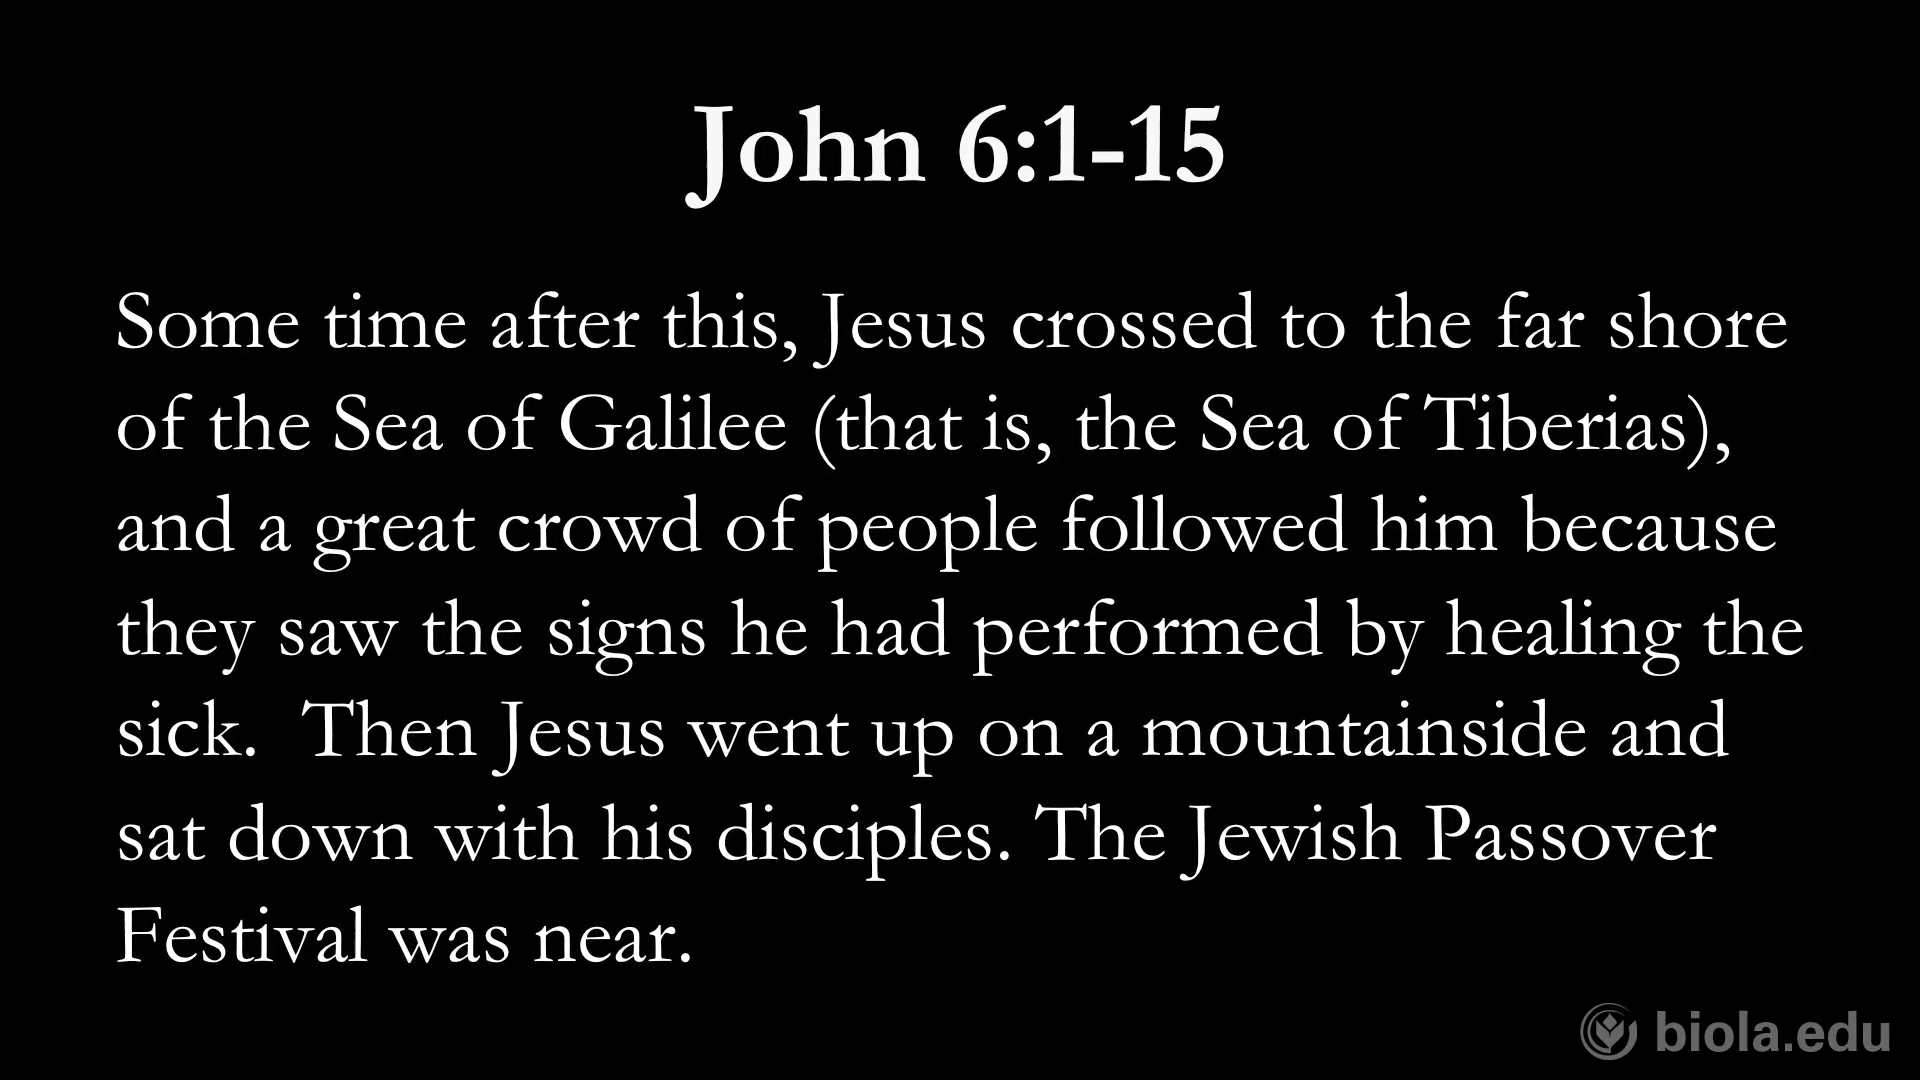 John 6:1-15
Some time after this, Jesus crossed to the far shore
of the Sea of Galilee (that is, the Sea of Tiberias),
and a great crowd of people followed him because
they saw the signs he had performed by healing the
sick.  Then Jesus went up on a mountainside and
sat down with his disciples. The Jewish Passover
Festival was near.
biola.edu